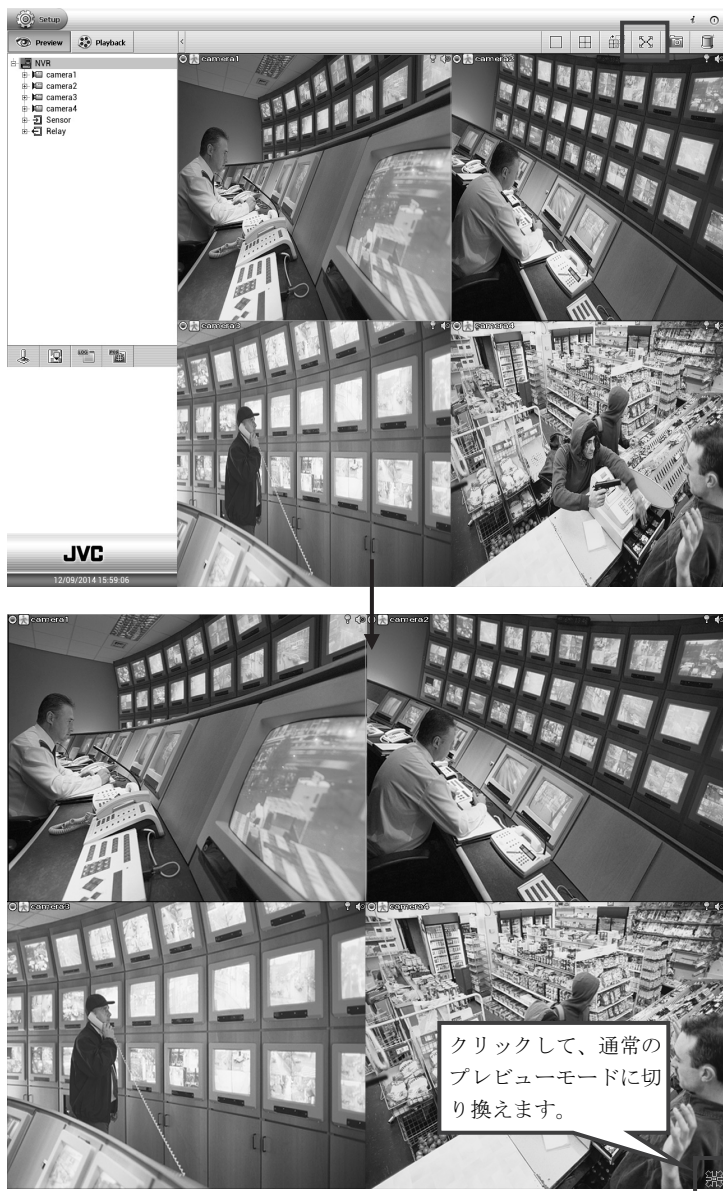 Setup
i
Preview
Playback
NVR
camera1
camera2
camera3
camera4
Sensor
Relay
camera1
camera2
camera3
camera4
LOG
JVC
12/09/2014 15:59:06
camera1
camera2
camera3
camera4
クリックして、通常の
プレビューモードに切
り換えます。